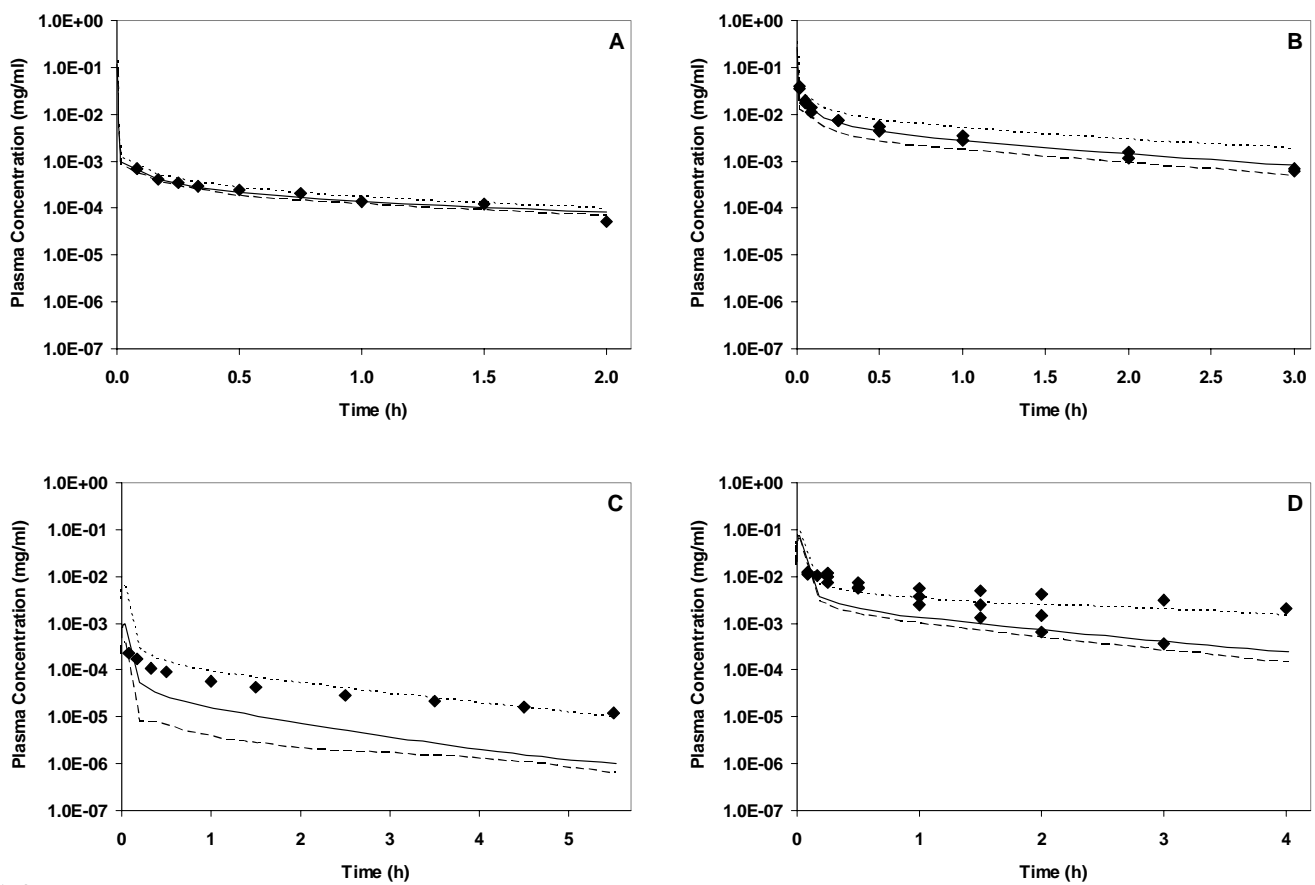 A
Plasma Concentration (mg/ml)
1.0E+00
1.0E-01
1.0E-02
1.0E-03
1.0E-04
1.0E-05
1.0E-06
1.0E-07
0.0 0.5 1.0 1.5 2.0
Time (h)
B
Plasma Concentration (mg/ml)
1.0E+00
1.0E-01
1.0E-02
1.0E-03
1.0E-04
1.0E-05
1.0E-06
1.0E-07
0.0 0.5 1.0 1.5 2.0 2.5 3.0
Time (h)
C
Plasma Concentration (mg/ml)
1.0E+00
1.0E-01
1.0E-02
1.0E-03
1.0E-04
1.0E-05
1.0E-06
1.0E-07
0 1 2 3 4 5
Time (h)
D
Plasma Concentration (mg/ml)
1.0E+00
1.0E-01
1.0E-02
1.0E-03
1.0E-04
1.0E-05
1.0E-06
1.0E-07
0 1 2 3 4
Time (h)